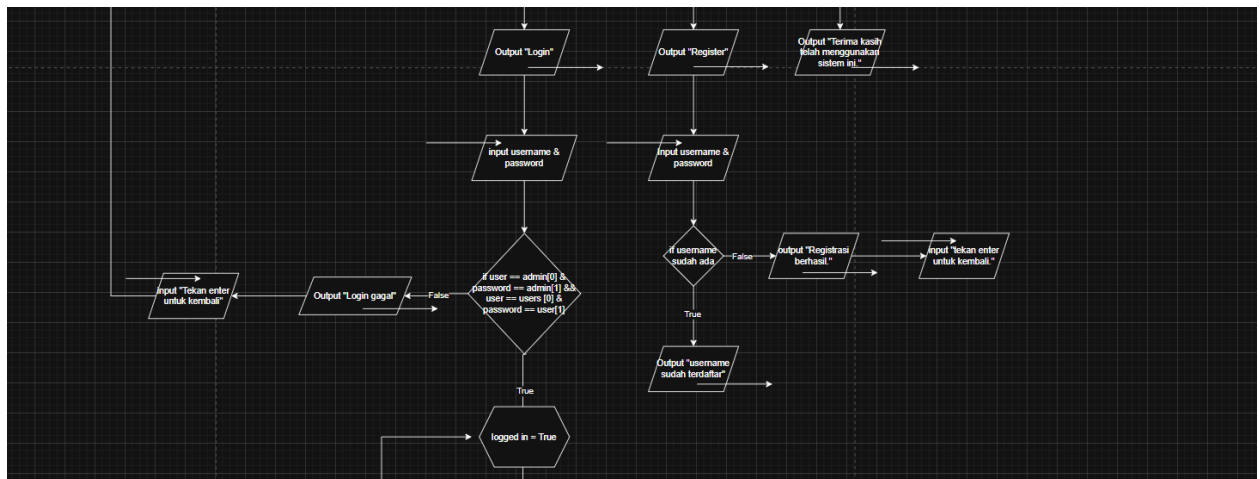 Output "Login"
Output "Register"
Output "Terima kasih
telah menggunakan
sistem ini."
input username &
password
Input username &
password
if username
sudah ada
False
output "Registrasi
berhasil."
input "tekan enter
untuk kembali."
if user == admin[0] &
password == admin[1] &&
user == users [0] &
password == user[1]
False
Output "Login gagal"
input "Tekan enter
untuk kembali"
True
Output "username
sudah terdaftar"
True
logged in = True